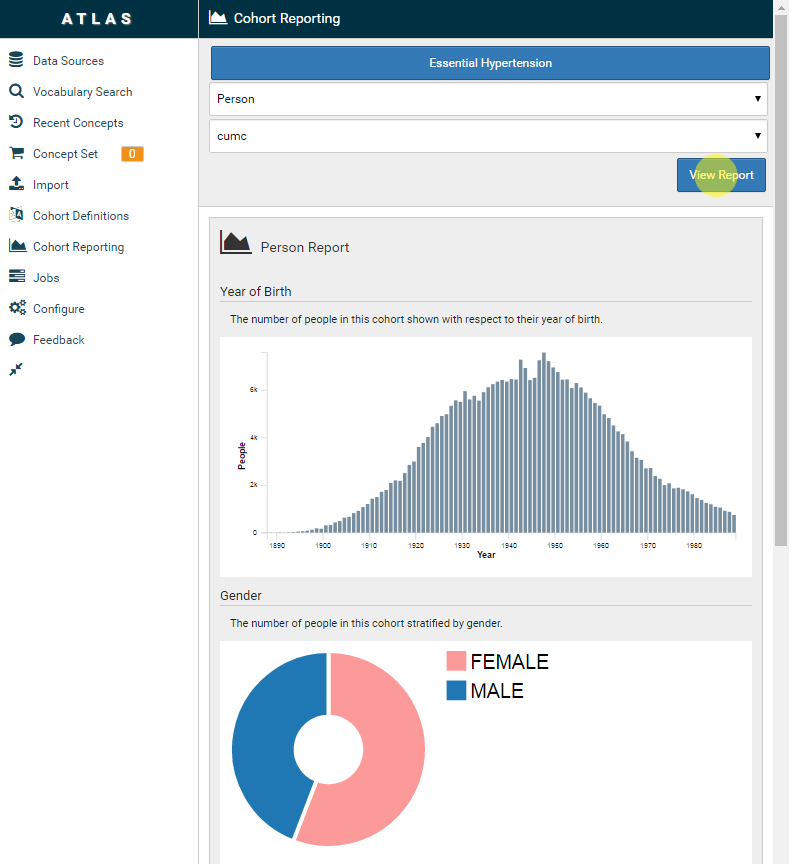 ATLAS
Cohort Reporting
Data Sources
Vocabulary Search
Recent Concepts
Concept Set 0
Import
Cohort Definitions
Cohort Reporting
Jobs
Configure
Feedback
Essential Hypertension
Person
cumc
View Report
Person Report
Year of Birth
The number of people in this cohort shown with respect to their year of birth.
6k
4k
2k
0
People
1890 1900 1910 1920 1930 1940 1950 1960 1970 1980
Year
Gender
The number of people in this cohort stratified by gender.
FEMALE
MALE